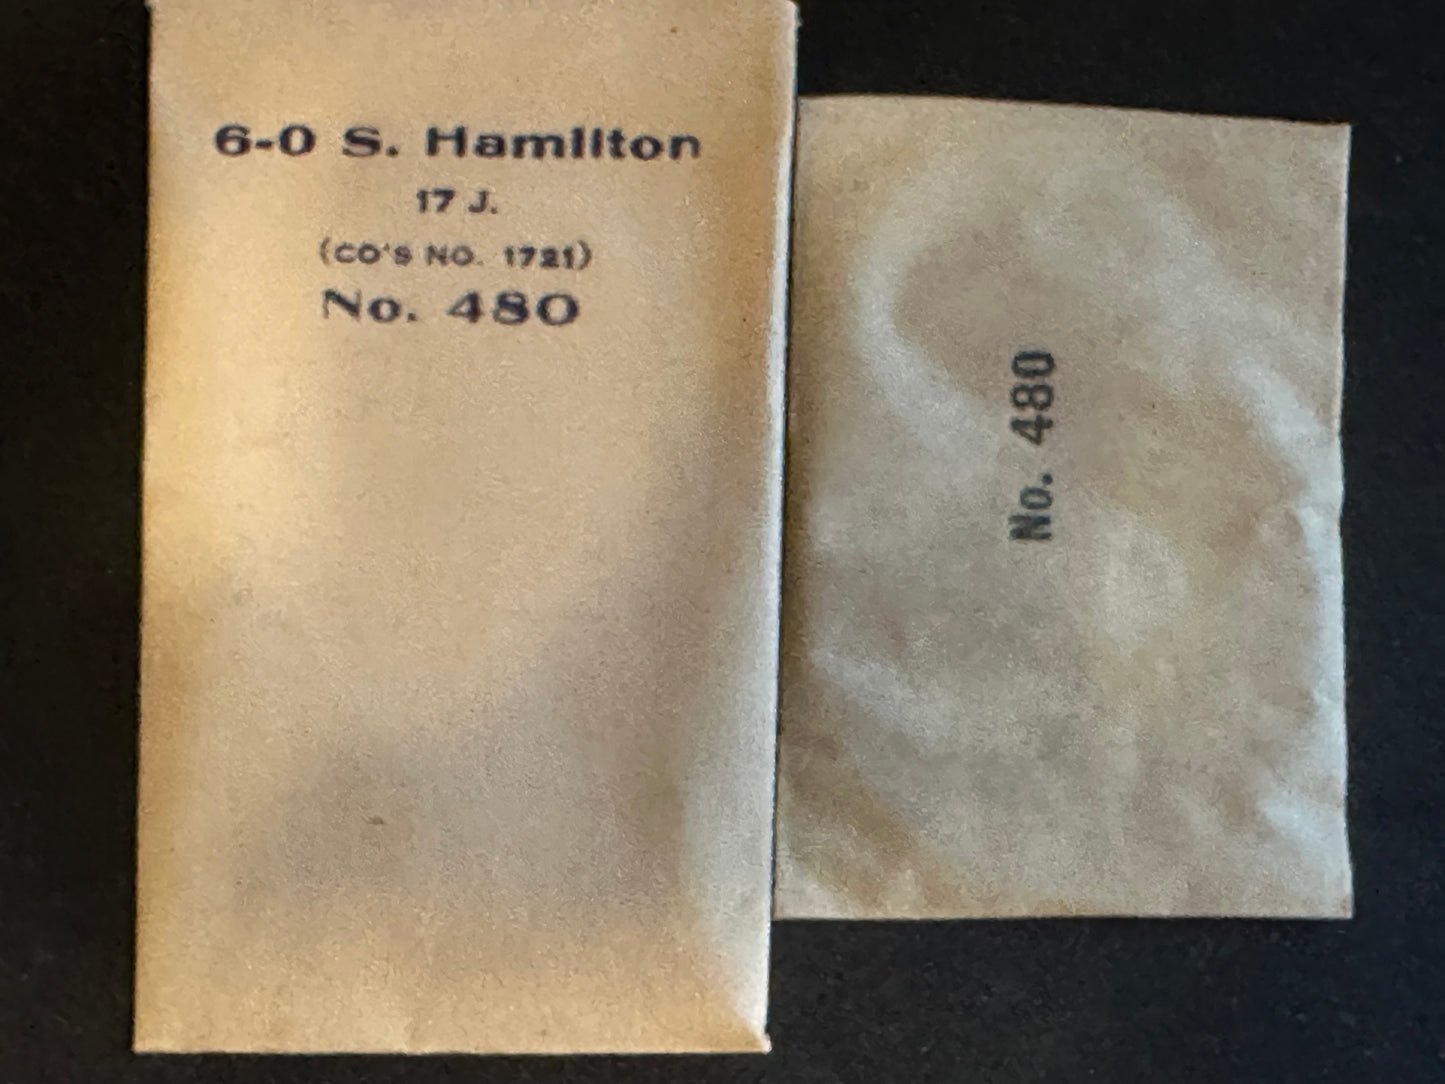 6-0 S. Hamilton
17 J.
(CO'S NO. 1721)
No. 480
No. 480